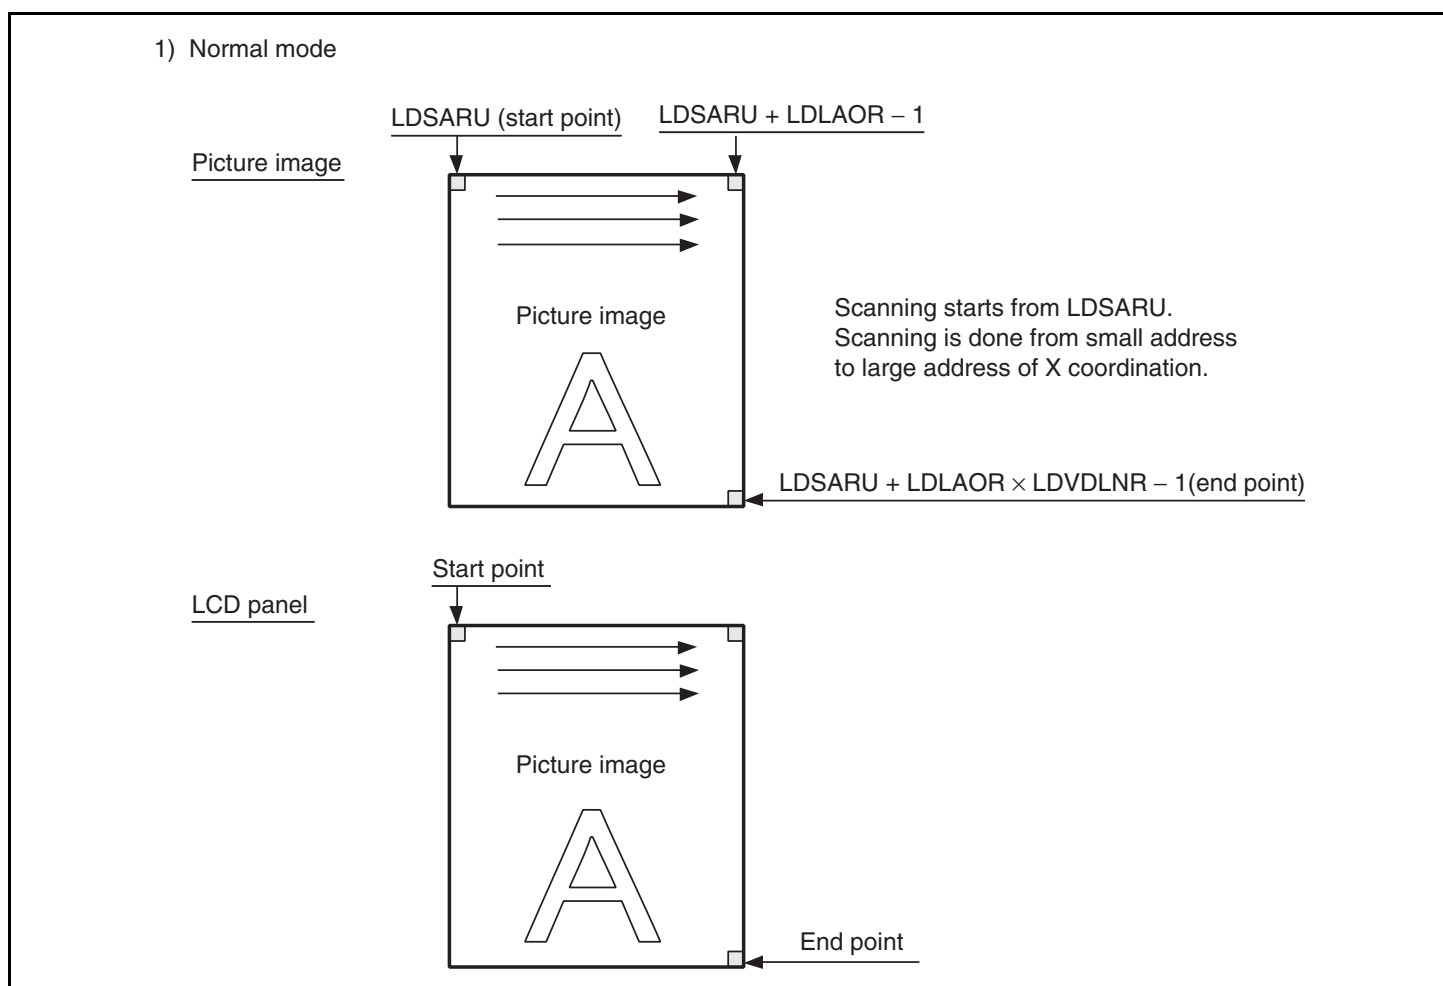 1) Normal mode
LDSARU (start point)
LDSARU + LDLAOR – 1
Picture image
Picture image
A
Scanning starts from LDSARU.
Scanning is done from small address
to large address of X coordination.
LDSARU + LDLAOR × LDVDLNR – 1(end point)
Start point
LCD panel
Picture image
A
End point